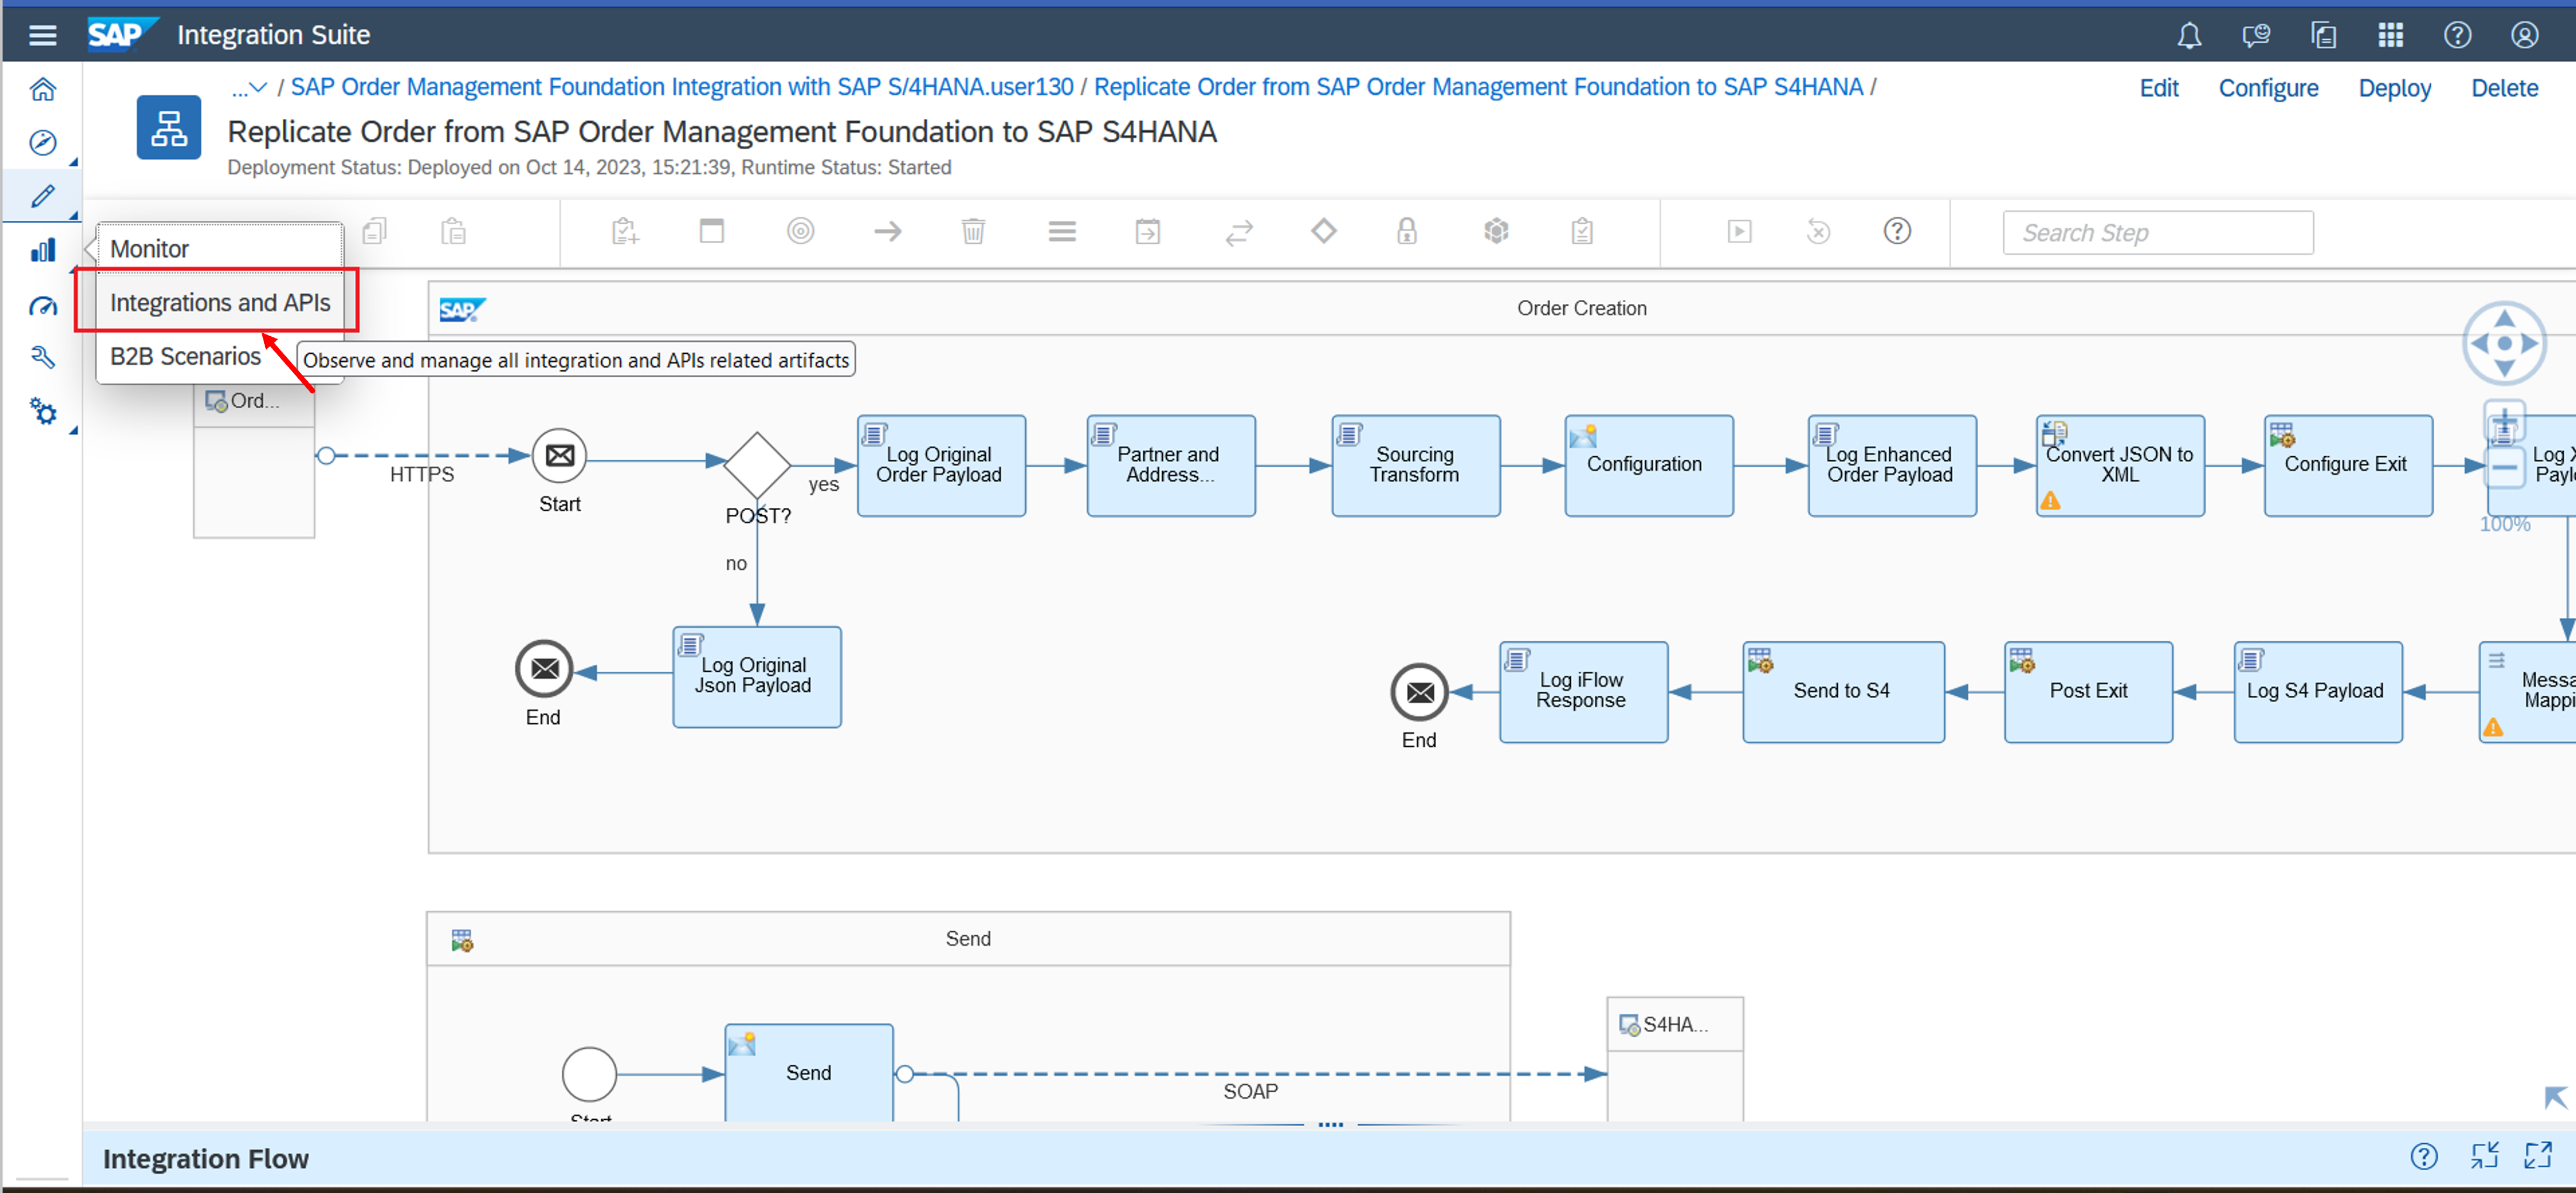 SAP Integration Suite
... / SAP Order Management Foundation Integration with SAP S/4HANA.user130 / Replicate Order from SAP Order Management Foundation to SAP S4HANA /
Edit Configure Deploy Delete
Replicate Order from SAP Order Management Foundation to SAP S4HANA
Deployment Status: Deployed on Oct 14, 2023, 15:21:39, Runtime Status: Started
Search Step
Monitor
Integrations and APIs
B2B Scenarios
Observe and manage all integration and APIs related artifacts
SAP
Order Creation
Ord...
HTTPS
Start
POST?
yes
no
Log Original
Order Payload
Partner and
Address...
Sourcing
Transform
Configuration
Log Enhanced
Order Payload
Convert JSON to
XML
Configure Exit
Log X
Paylo
100%
Log Original
Json Payload
End
End
Log iFlow
Response
Send to S4
Post Exit
Log S4 Payload
Messa
Mappi
Send
Start
Send
SOAP
S4HA...
Integration Flow